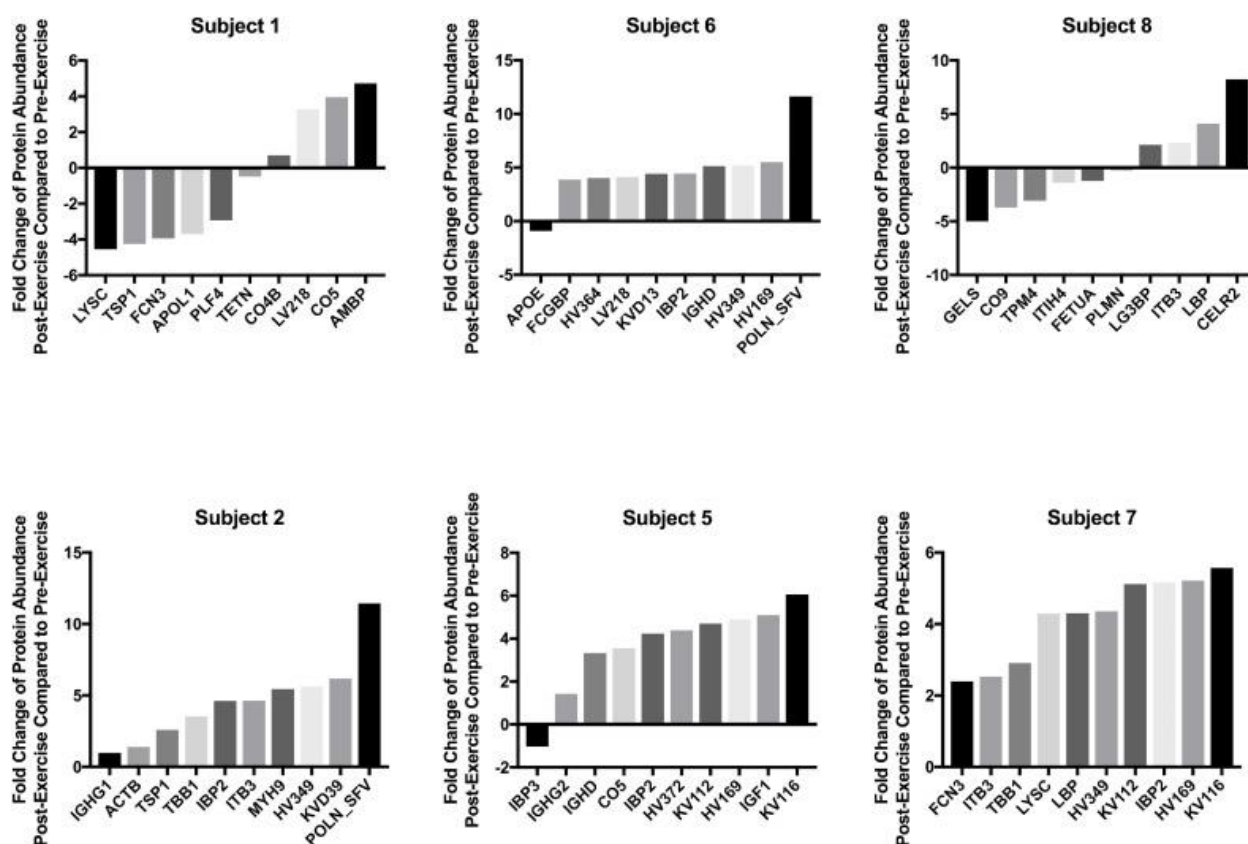 Subject 1
Fold Change of Protein Abundance
Post-Exercise Compared to Pre-Exercise
6
4
2
0
-2
-4
-6
LYSC
TSP1
FCN3
APOL1
PLF4
TETN
CO4B
LV218
CO5
AMBP
Subject 6
Fold Change of Protein Abundance
Post-Exercise Compared to Pre-Exercise
15
10
5
0
-5
APOE
FCGBP
HV364
LV218
KVD13
IBP2
IGHD
HV349
HV169
POLN_SFV
Subject 8
Fold Change of Protein Abundance
Post-Exercise Compared to Pre-Exercise
10
5
0
-5
-10
GELS
CO9
TPM4
ITIH4
FETUA
PLMN
LG3BP
ITB3
LBP
CELR2
Subject 2
Fold Change of Protein Abundance
Post-Exercise Compared to Pre-Exercise
15
10
5
0
IGHG1
ACTB
TSP1
TBB1
IBP2
ITB3
MYH9
HV349
KVD39
POLN_SFV
Subject 5
Fold Change of Protein Abundance
Post-Exercise Compared to Pre-Exercise
8
6
4
2
0
-2
IBP3
IGHG2
IGHD
CO5
IBP2
HV372
KV112
HV169
IGF1
KV116
Subject 7
Fold Change of Protein Abundance
Post-Exercise Compared to Pre-Exercise
6
4
2
0
FCN3
ITB3
TBB1
LYSC
LBP
HV349
KV112
IBP2
HV169
KV116